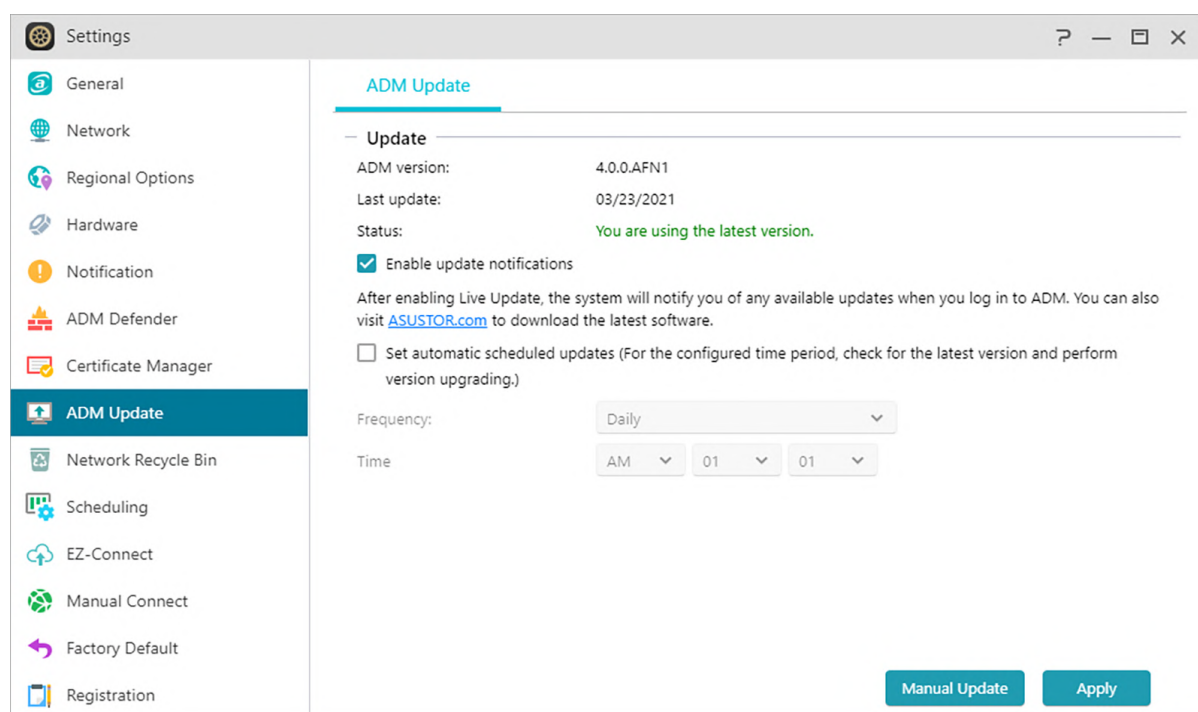 Settings
General
Network
Regional Options
Hardware
Notification
ADM Defender
Certificate Manager
ADM Update
Network Recycle Bin
Scheduling
EZ-Connect
Manual Connect
Factory Default
Registration
ADM Update
Update
ADM version: 4.0.0.AFN1
Last update: 03/23/2021
Status: You are using the latest version.
Enable update notifications
After enabling Live Update, the system will notify you of any available updates when you log in to ADM. You can also
visit ASUSTOR.com to download the latest software.
Set automatic scheduled updates (For the configured time period, check for the latest version and perform
version upgrading.)
Frequency: Daily
Time AM 01 01
Manual Update Apply